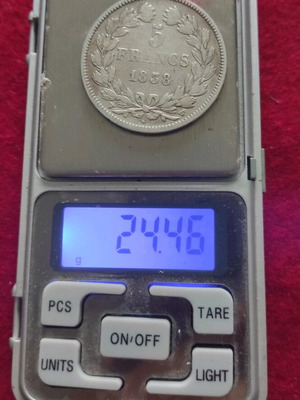 5
FRANCS
1838
24.46
g
PCS
TARE
ON/OFF
UNITS
LIGHT